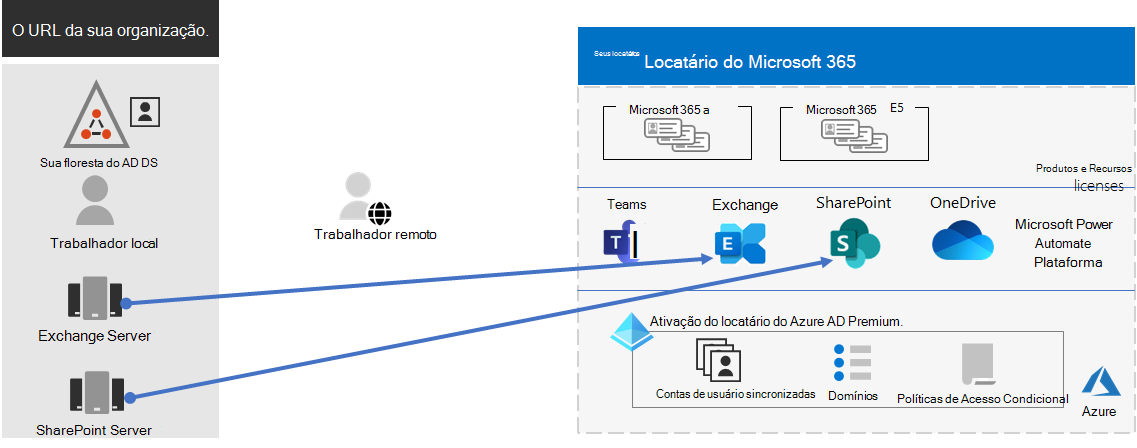 O URL da sua organização.
Sua floresta do AD DS
Trabalhador local
Exchange Server
SharePoint Server
Trabalhador remoto
Locatário do Microsoft 365
Microsoft 365 a
Microsoft 365 E5
Produtos e Recursos
licenses
Teams
Exchange
SharePoint
OneDrive
Microsoft Power
Automate
Plataforma
T
E
S
Ativação do locatário do Azure AD Premium.
Contas de usuário sincronizadas
Domínios
Políticas de Acesso Condicional
Azure